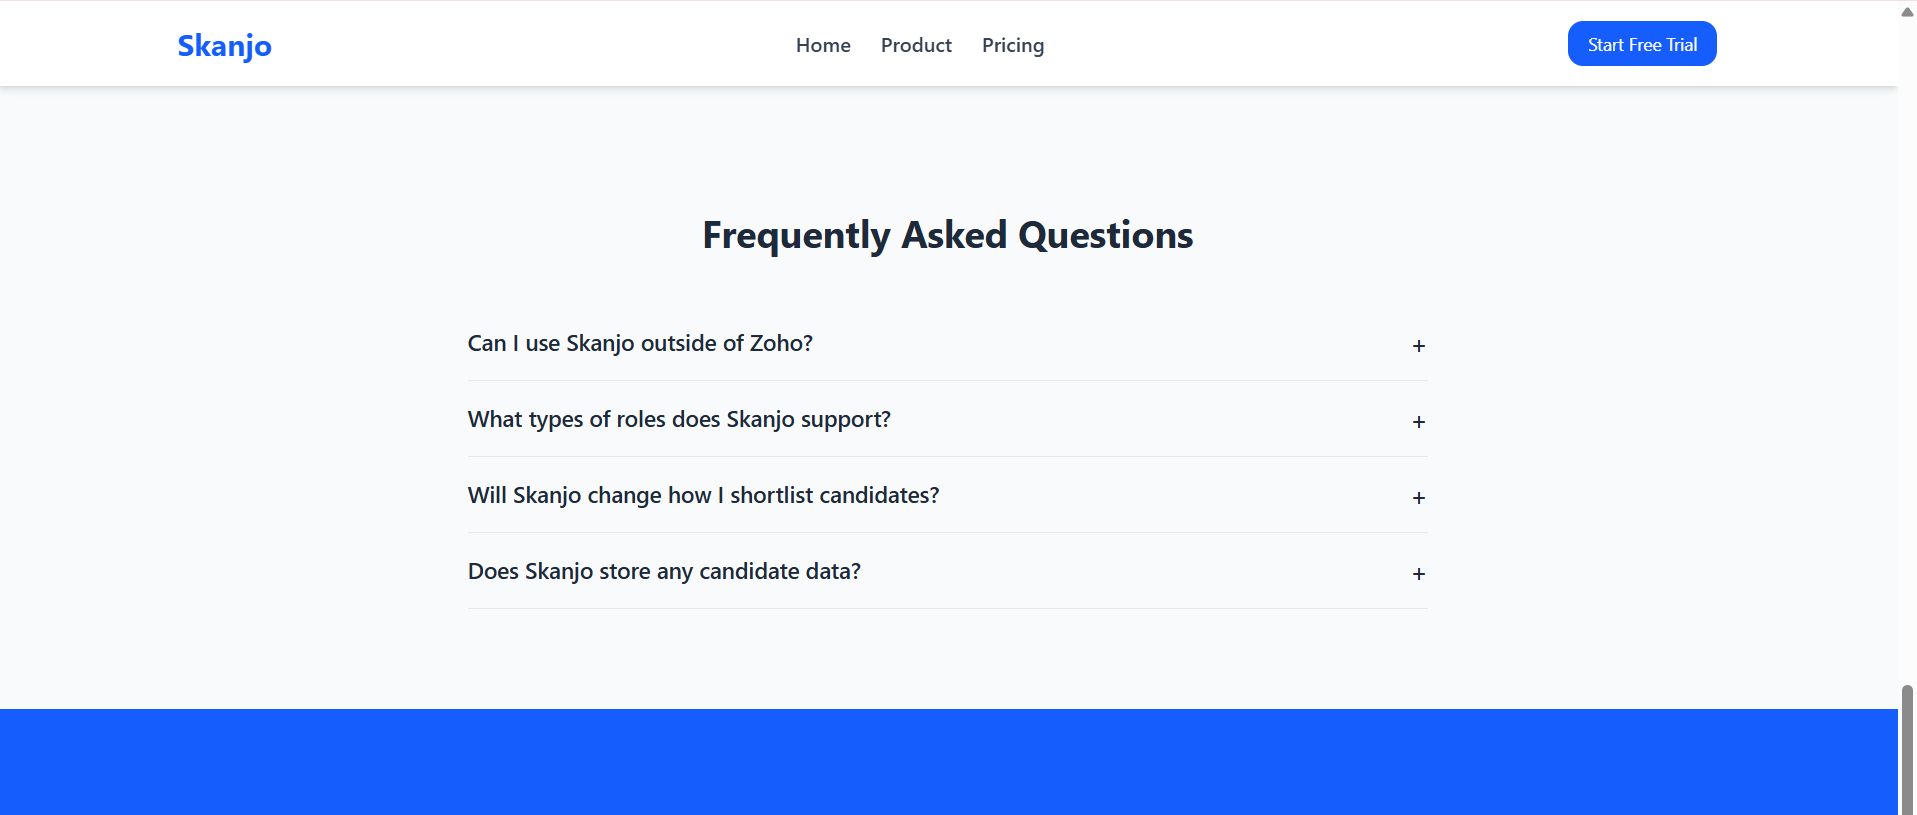 Skanjo
Home Product Pricing
Start Free Trial
Frequently Asked Questions
Can I use Skanjo outside of Zoho? +
What types of roles does Skanjo support? +
Will Skanjo change how I shortlist candidates? +
Does Skanjo store any candidate data? +